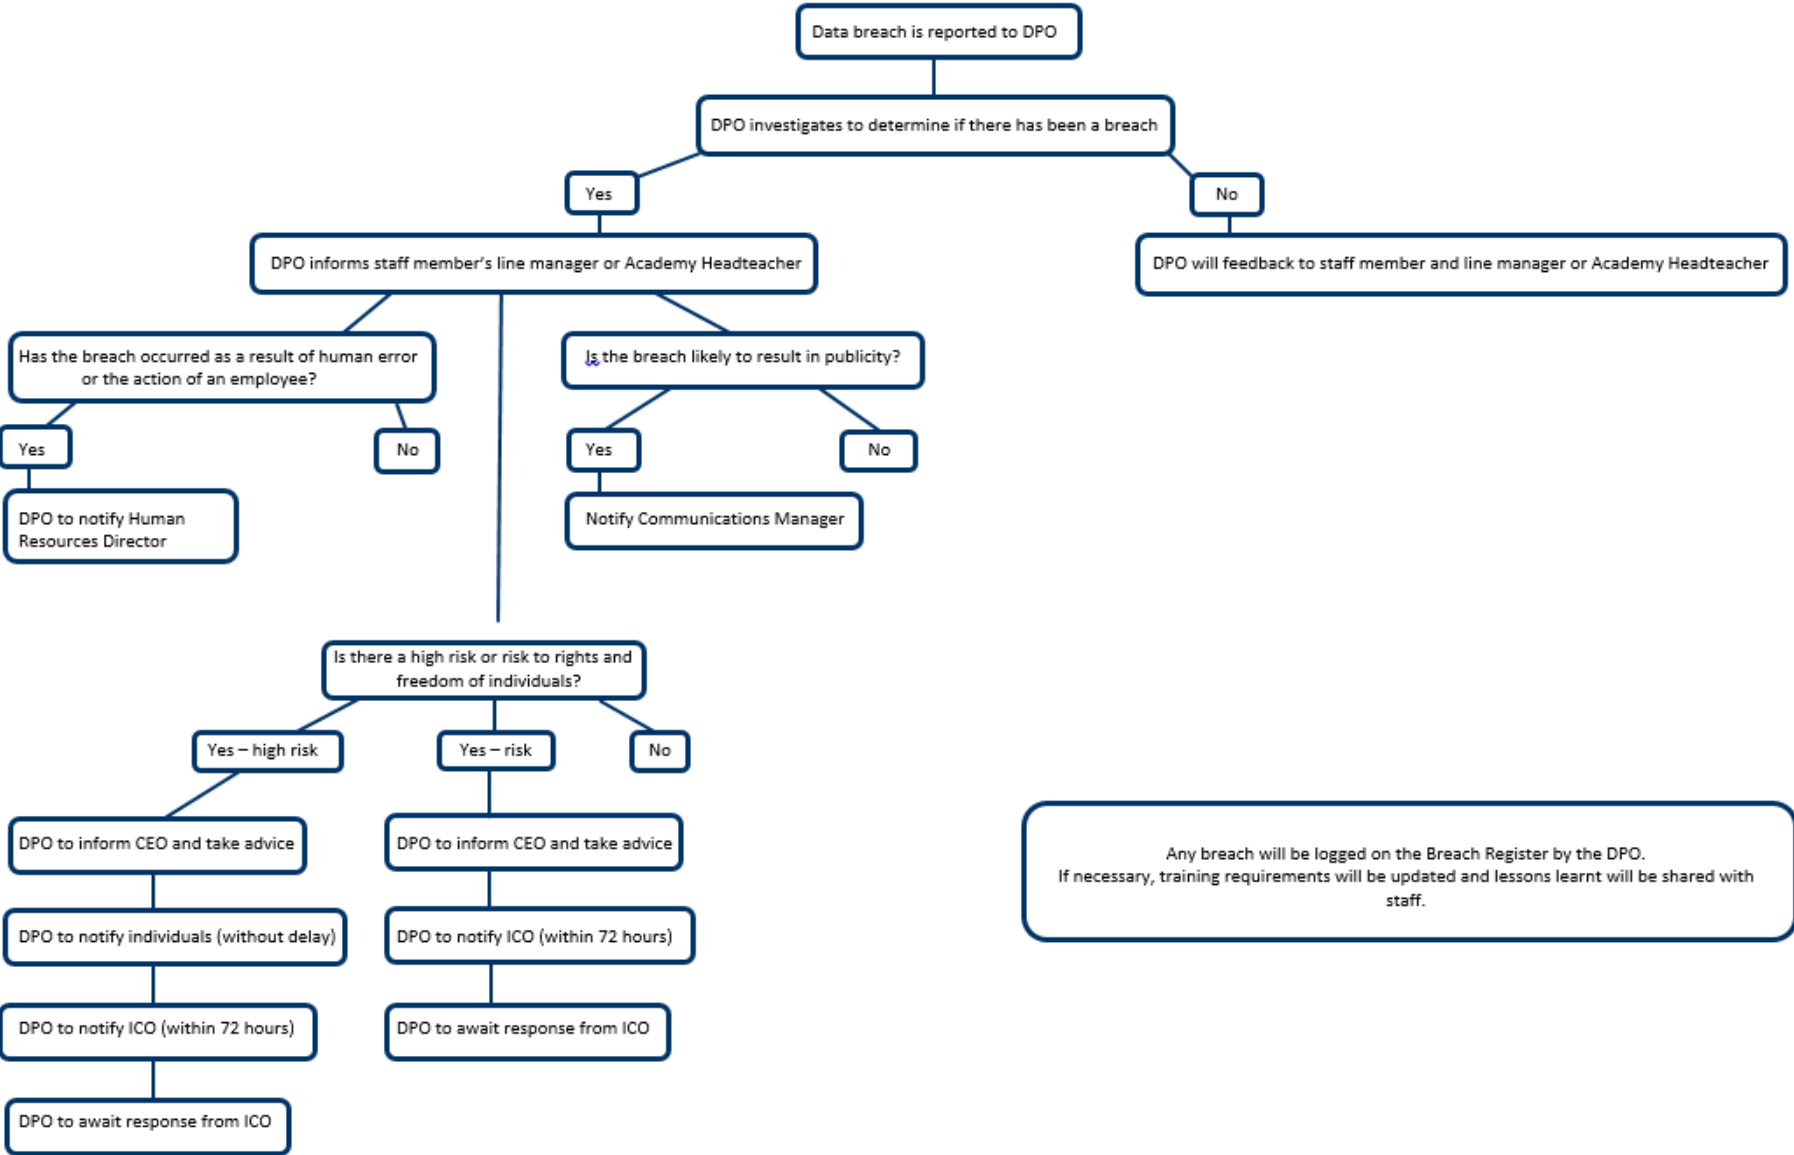 Data breach is reported to DPO
DPO investigates to determine if there has been a breach
Yes
No
DPO informs staff member's line manager or Academy Headteacher
DPO will feedback to staff member and line manager or Academy Headteacher
Has the breach occurred as a result of human error
or the action of an employee?
Is the breach likely to result in publicity?
Yes
No
Yes
No
DPO to notify Human
Resources Director
Notify Communications Manager
Is there a high risk or risk to rights and
freedom of individuals?
Yes – high risk
Yes – risk
No
DPO to inform CEO and take advice
DPO to inform CEO and take advice
Any breach will be logged on the Breach Register by the DPO.
If necessary, training requirements will be updated and lessons learnt will be shared with
staff.
DPO to notify individuals (without delay)
DPO to notify ICO (within 72 hours)
DPO to notify ICO (within 72 hours)
DPO to await response from ICO
DPO to await response from ICO